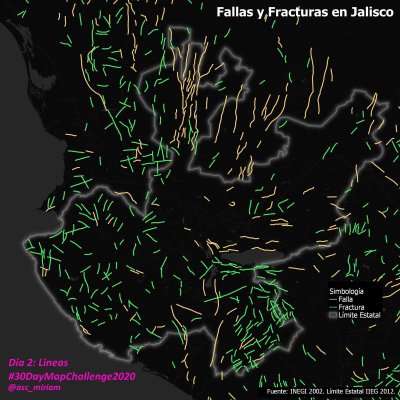 Fallas y Fracturas en Jalisco
Simbología
Falla
Fractura
Límite Estatal
Día 2: Lineas
#30DayMapChallenge2020
@asc_miriam
Fuente: INEGI 2002. Límite Estatal IIEG 2012.